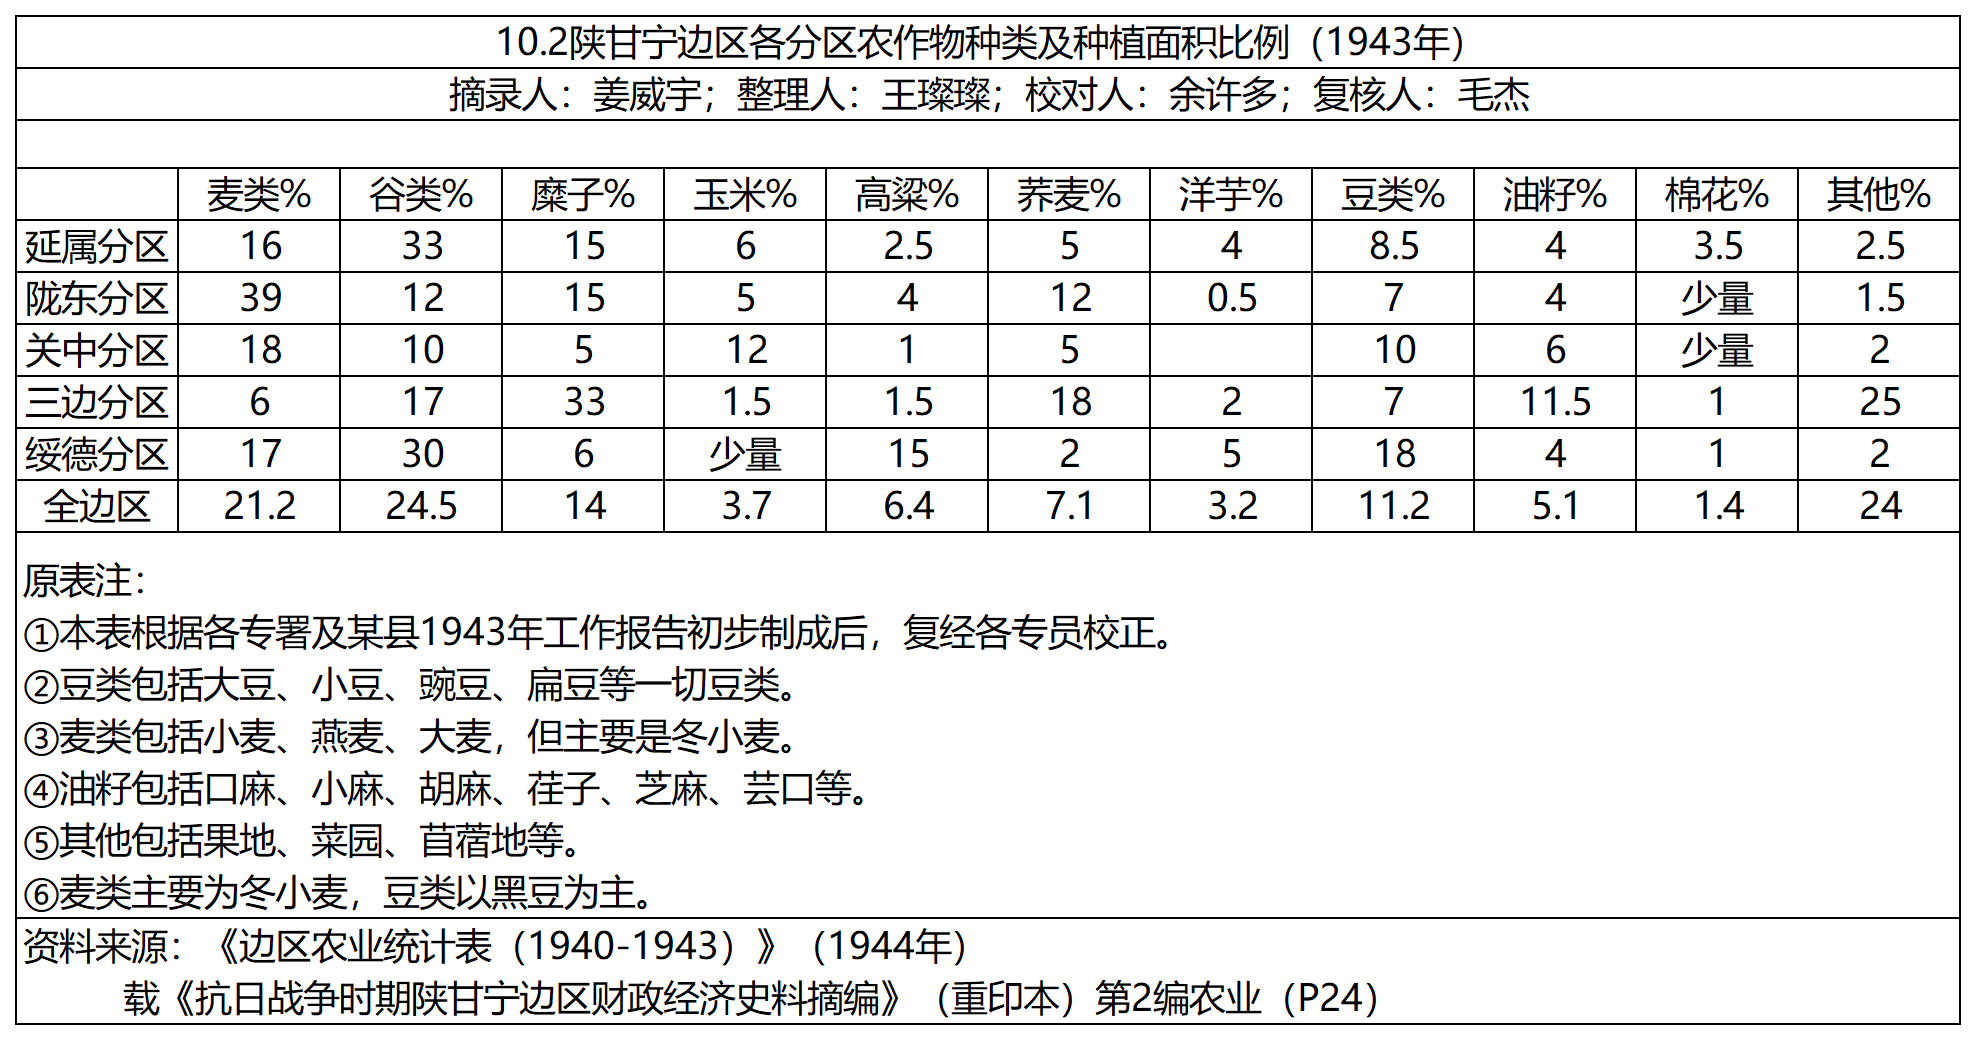 10.2陕甘宁边区各分区农作物种类及种植面积比例（1943年）
摘录人：姜威宇；整理人：王璨璨；校对人：余许多；复核人：毛杰
麦类% 谷类% 糜子% 玉米% 高粱% 荞麦% 洋芋% 豆类% 油籽% 棉花% 其他%
延属分区 16 33 15 6 2.5 5 4 8.5 4 3.5 2.5
陇东分区 39 12 15 5 4 12 0.5 7 4 少量 1.5
关中分区 18 10 5 12 1 5 10 6 少量 2
三边分区 6 17 33 1.5 1.5 18 2 7 11.5 1 25
绥德分区 17 30 6 少量 15 2 5 18 4 1 2
全边区 21.2 24.5 14 3.7 6.4 7.1 3.2 11.2 5.1 1.4 24
原表注：
①本表根据各专署及某县1943年工作报告初步制成后，复经各专员校正。
②豆类包括大豆、小豆、豌豆、扁豆等一切豆类。
③麦类包括小麦、燕麦、大麦，但主要是冬小麦。
④油籽包括口麻、小麻、胡麻、荏子、芝麻、芸口等。
⑤其他包括果地、菜园、苜蓿地等。
⑥麦类主要为冬小麦，豆类以黑豆为主。
资料来源：《边区农业统计表（1940-1943）》（1944年）
载《抗日战争时期陕甘宁边区财政经济史料摘编》（重印本）第2编农业（P24）